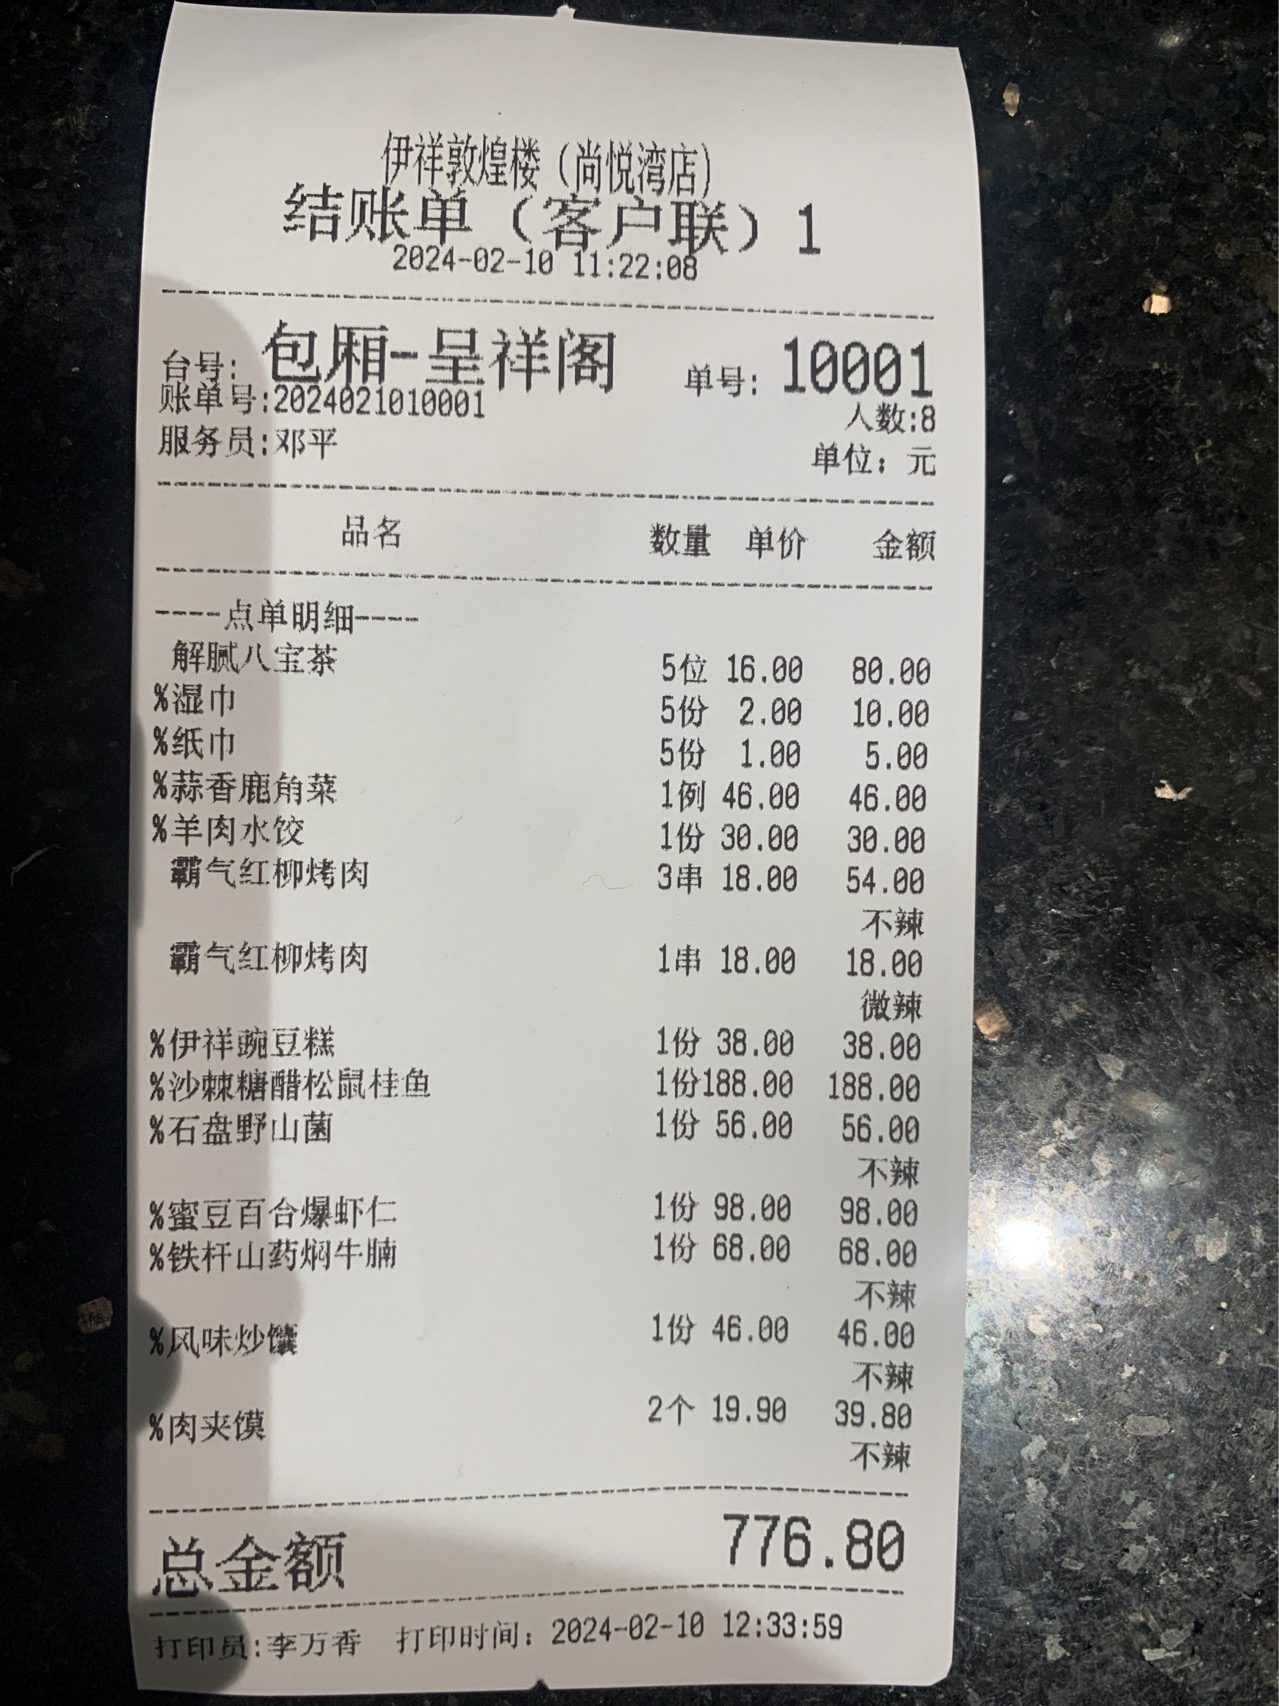 伊祥敦煌楼（尚悦湾店）
结账单（客户联）1
2024-02-10 11:22:08
台号: 包厢-呈祥阁 单号: 10001
账单号:2024021010001 人数:8
服务员:邓平 单位: 元
品名 数量 单价 金额
----点单明细----
解腻八宝茶 5位 16.00 80.00
%湿巾 5份 2.00 10.00
%纸巾 5份 1.00 5.00
%蒜香鹿角菜 1例 46.00 46.00
%羊肉水饺 1份 30.00 30.00
霸气红柳烤肉 3串 18.00 54.00
不辣
霸气红柳烤肉 1串 18.00 18.00
微辣
%伊祥豌豆糕 1份 38.00 38.00
%沙棘糖醋松鼠桂鱼 1份188.00 188.00
%石盘野山菌 1份 56.00 56.00
不辣
%蜜豆百合爆虾仁 1份 98.00 98.00
%铁杆山药焖牛腩 1份 68.00 68.00
不辣
%风味炒馕 1份 46.00 46.00
不辣
%肉夹馍 2个 19.90 39.80
不辣
总金额 776.80
打印员:李万香 打印时间: 2024-02-10 12:33:59